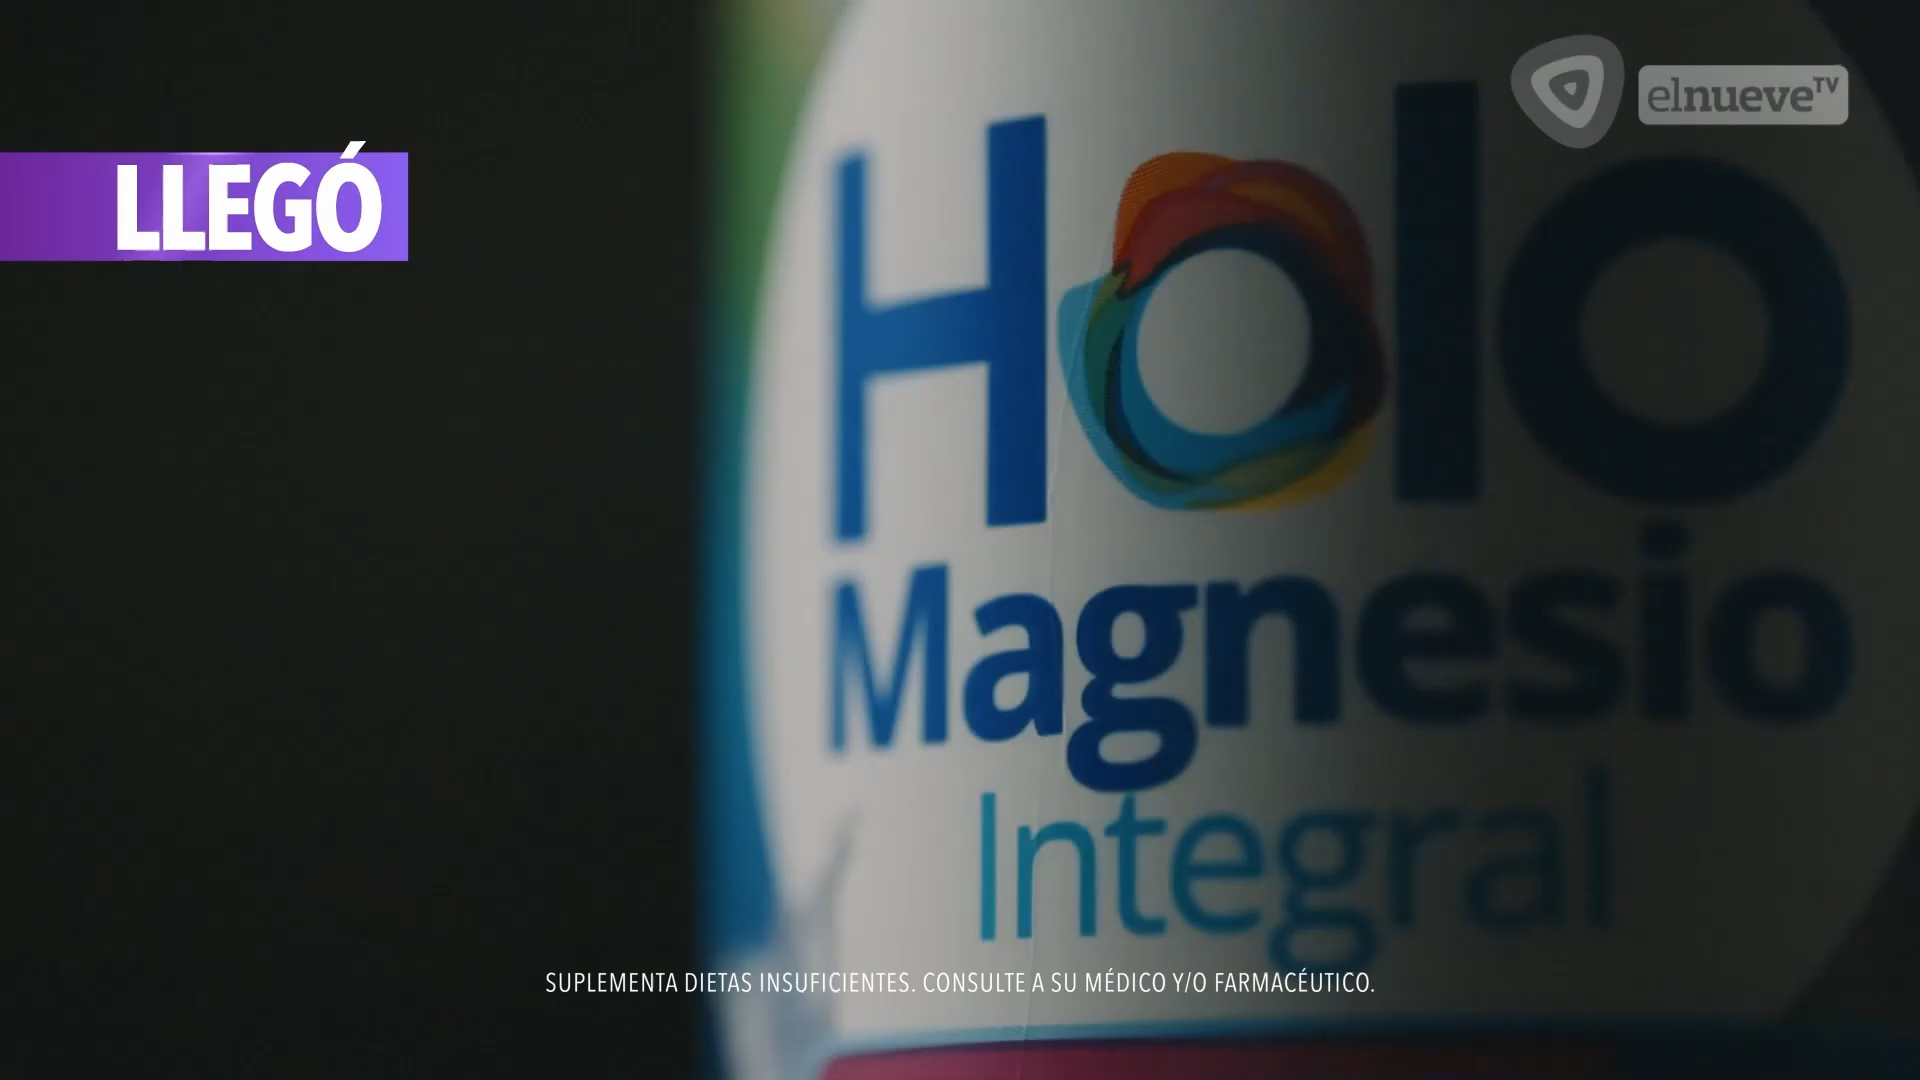 elnueveTV
LLEGÓ
Holo
Magnesio
Integral
SUPLEMENTA DIETAS INSUFICIENTES. CONSULTE A SU MÉDICO Y/O FARMACÉUTICO.